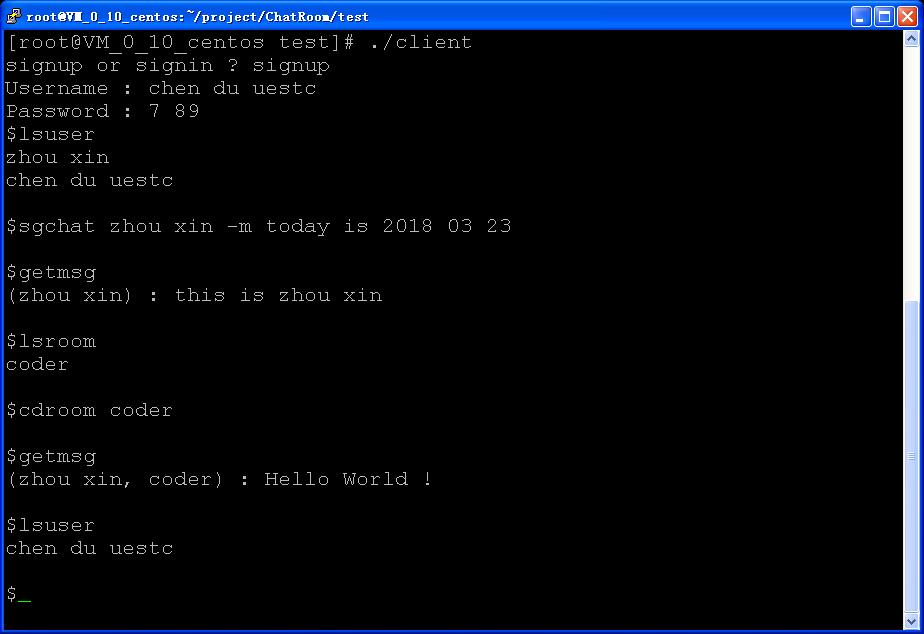 root@VM_0_10_centos:~/project/ChatRoom/test
[root@VM_0_10_centos test]# ./client
signup or signin ? signup
Username : chen du uestc
Password : 7 89
$lsuser
zhou xin
chen du uestc
$sgchat zhou xin -m today is 2018 03 23
$getmsg
(zhou xin) : this is zhou xin
$lsroom
coder
$cdroom coder
$getmsg
(zhou xin, coder) : Hello World !
$lsuser
chen du uestc
$_